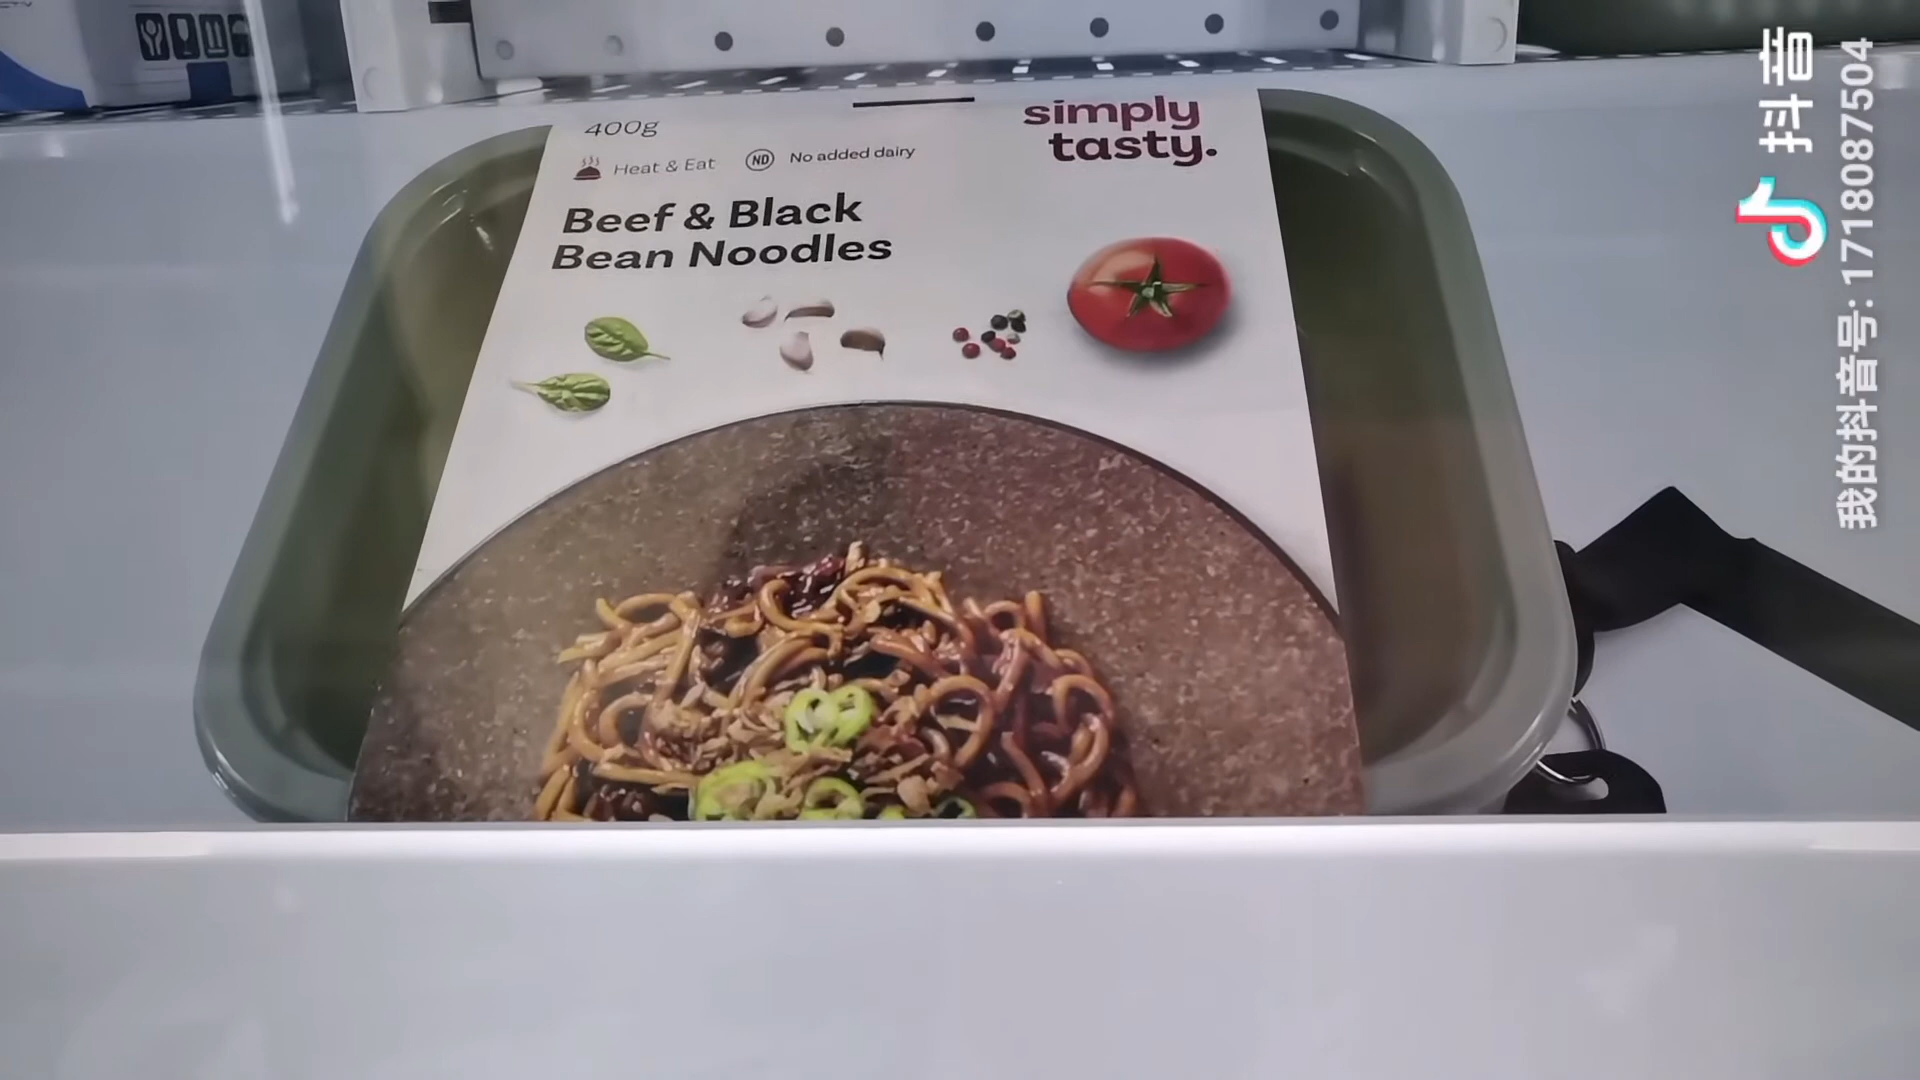 400g
simply
tasty.
Heat & Eat
ND
No added dairy
Beef & Black
Bean Noodles
抖音
我的抖音号: 17180875504